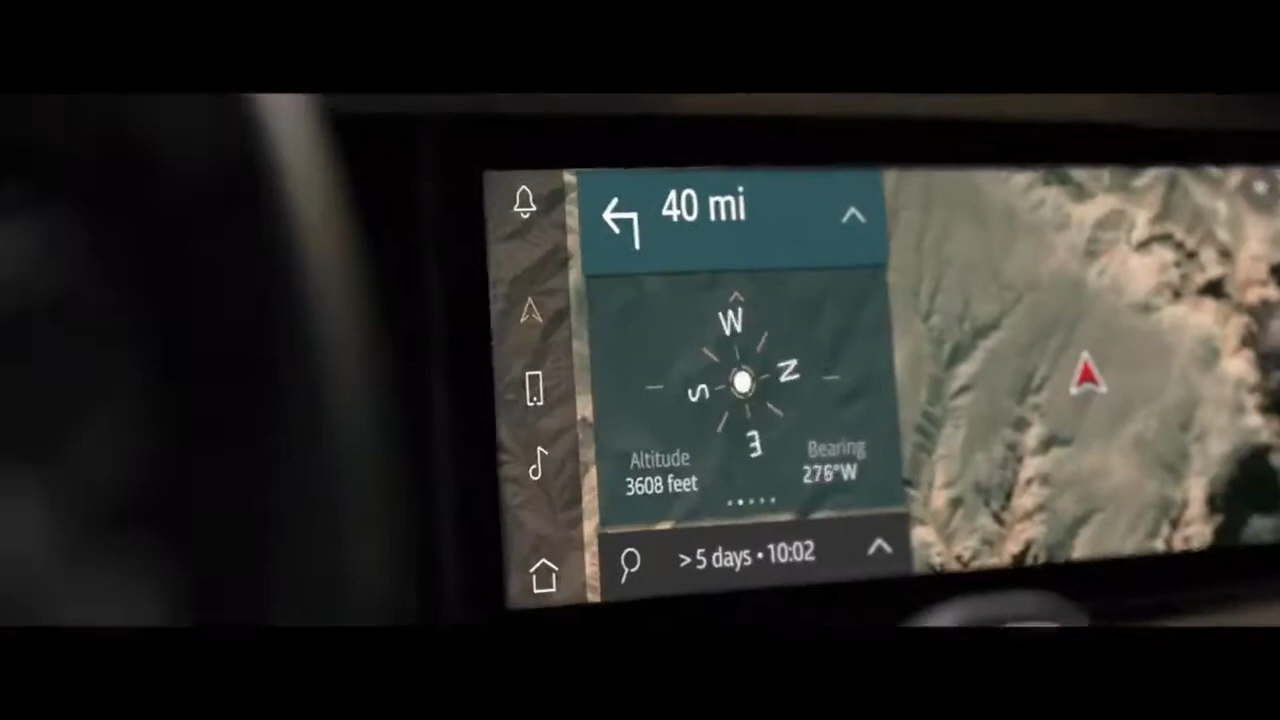 40 mi
W
S
N
E
Altitude
3608 feet
Bearing
276°W
> 5 days • 10:02